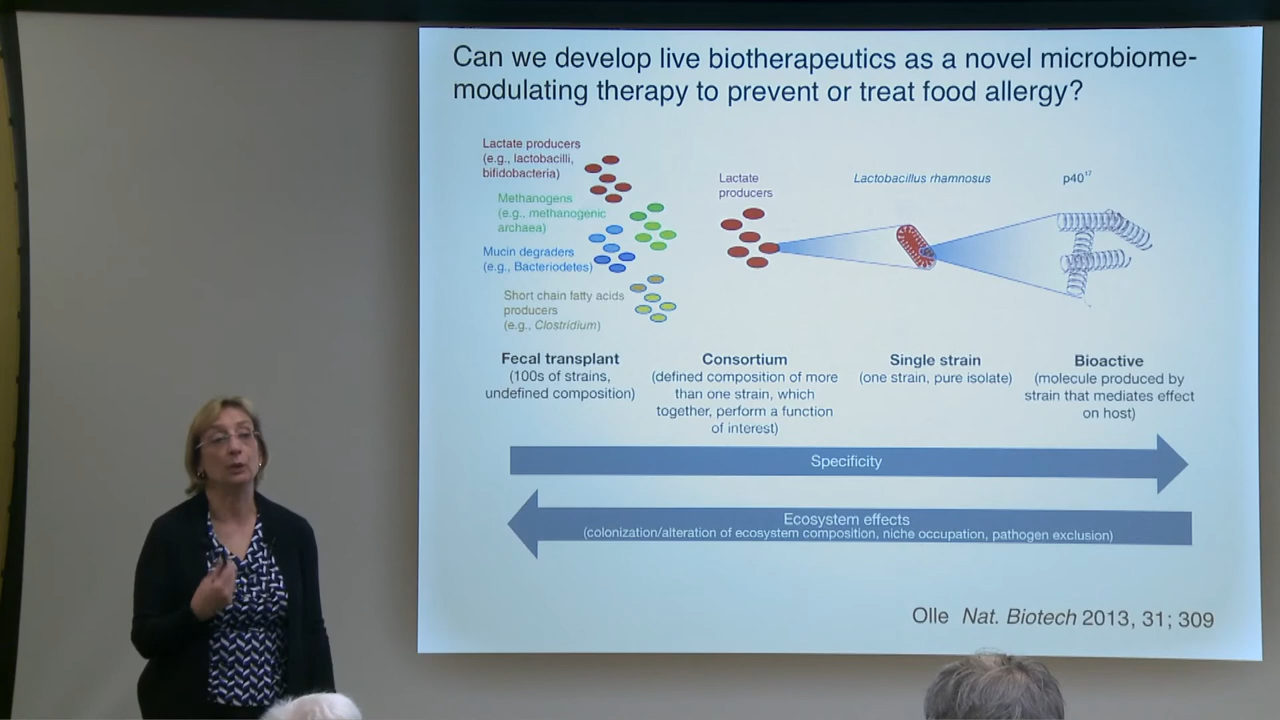 Can we develop live biotherapeutics as a novel microbiome-
modulating therapy to prevent or treat food allergy?
Lactate producers
(e.g., lactobacilli,
bifidobacteria)
Methanogens
(e.g., methanogenic
archaea)
Mucin degraders
(e.g., Bacteriodetes)
Short chain fatty acids
producers
(e.g., Clostridium)
Lactate
producers
Lactobacillus rhamnosus
p40¹⁷
Fecal transplant
(100s of strains,
undefined composition)
Consortium
(defined composition of more
than one strain, which
together, perform a function
of interest)
Single strain
(one strain, pure isolate)
Bioactive
(molecule produced by
strain that mediates effect
on host)
Specificity
Ecosystem effects
(colonization/alteration of ecosystem composition, niche occupation, pathogen exclusion)
Olle Nat. Biotech 2013, 31; 309